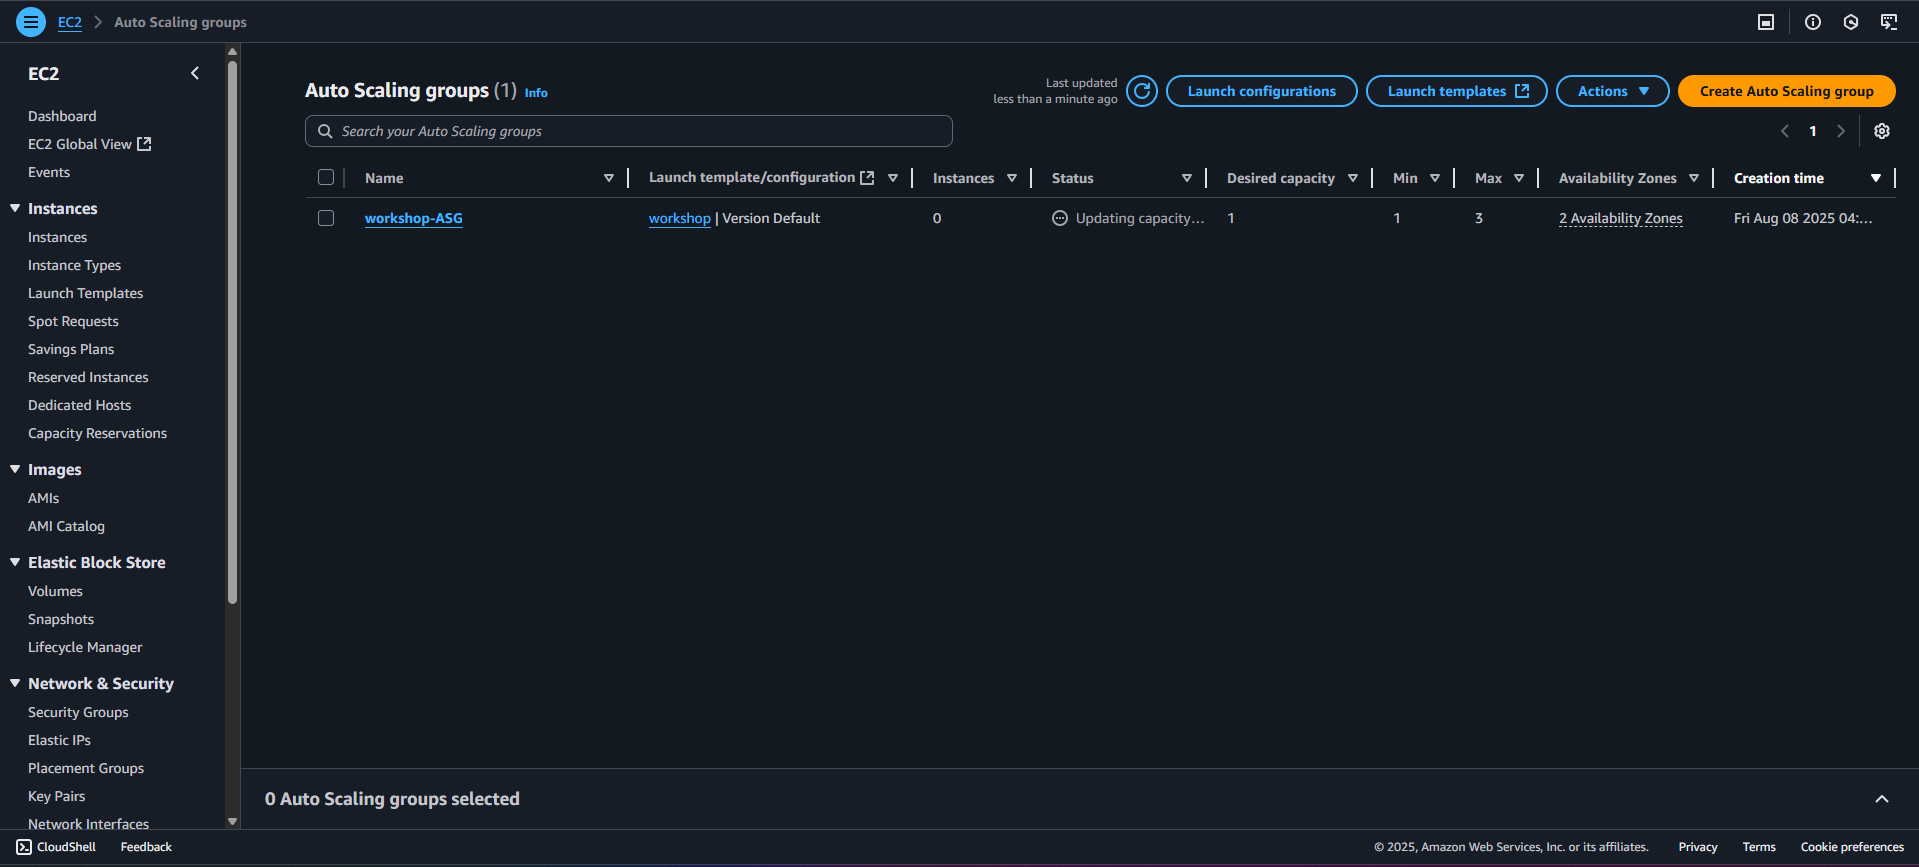 EC2 > Auto Scaling groups
EC2
Dashboard
EC2 Global View
Events
Instances
Instances
Instance Types
Launch Templates
Spot Requests
Savings Plans
Reserved Instances
Dedicated Hosts
Capacity Reservations
Images
AMIs
AMI Catalog
Elastic Block Store
Volumes
Snapshots
Lifecycle Manager
Network & Security
Security Groups
Elastic IPs
Placement Groups
Key Pairs
Network Interfaces
Auto Scaling groups (1) Info
Last updated
less than a minute ago
Launch configurations
Launch templates
Actions
Create Auto Scaling group
Search your Auto Scaling groups
1
Name Launch template/configuration Instances Status Desired capacity Min Max Availability Zones Creation time
workshop-ASG workshop | Version Default 0 Updating capacity... 1 1 3 2 Availability Zones Fri Aug 08 2025 04:...
0 Auto Scaling groups selected
CloudShell Feedback © 2025, Amazon Web Services, Inc. or its affiliates. Privacy Terms Cookie preferences